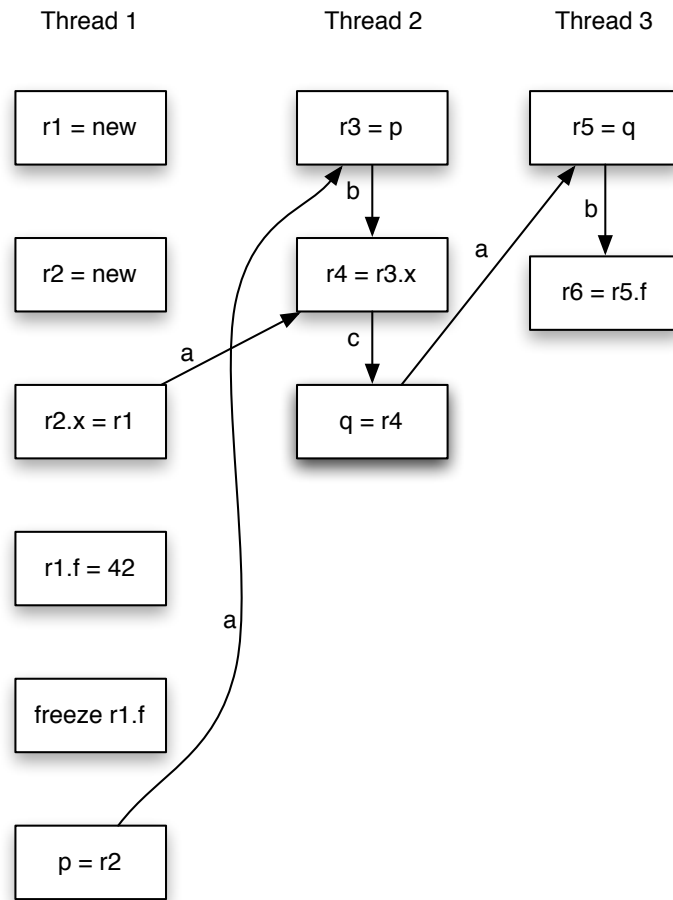 Thread 1
Thread 2
Thread 3
r1 = new
r3 = p
r5 = q
b
b
r2 = new
r4 = r3.x
r6 = r5.f
a
a
c
r2.x = r1
q = r4
r1.f = 42
a
freeze r1.f
p = r2